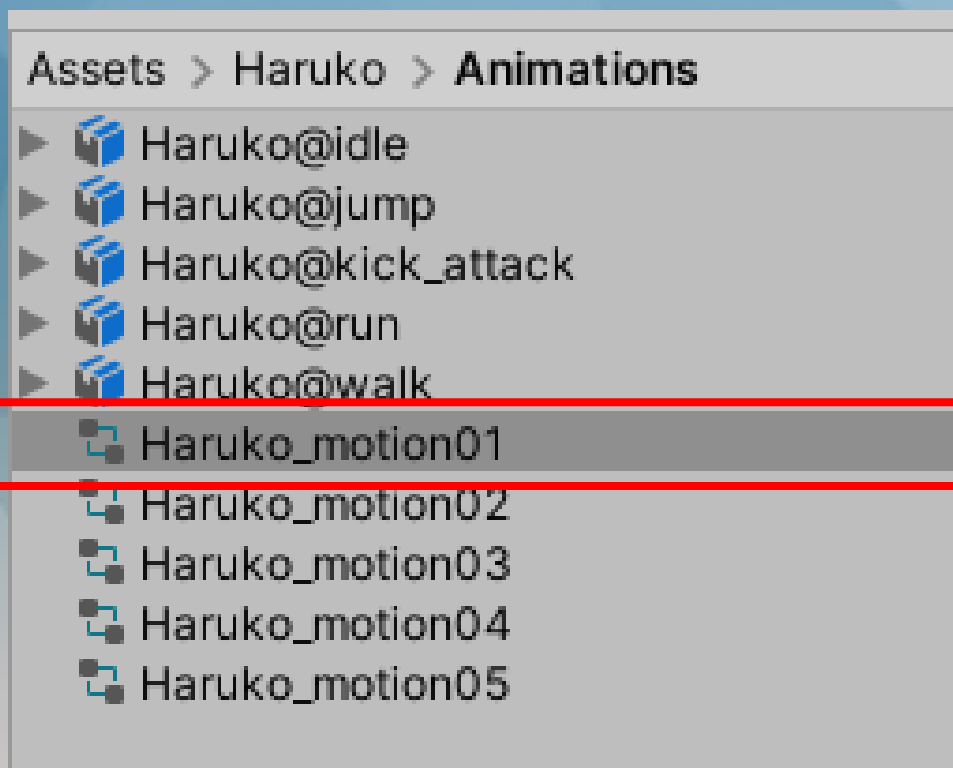 Assets > Haruko > Animations
Haruko@idle
Haruko@jump
Haruko@kick_attack
Haruko@run
Haruko@walk
Haruko_motion01
Haruko_motion02
Haruko_motion03
Haruko_motion04
Haruko_motion05